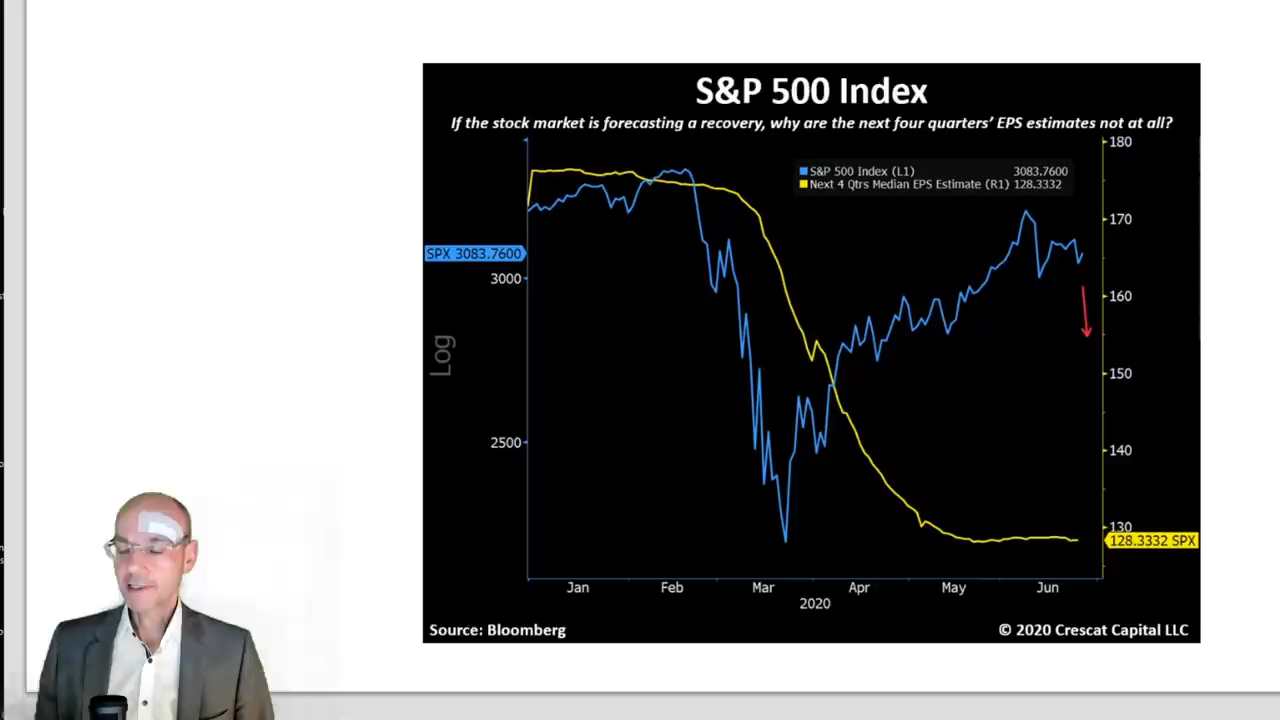 S&P 500 Index
If the stock market is forecasting a recovery, why are the next four quarters’ EPS estimates not at all?
180
S&P 500 Index (L1) 3083.7600
Next 4 Qtrs Median EPS Estimate (R1) 128.3332
170
SPX 3083.7600
3000
160
Log
150
2500
140
130
128.3332 SPX
Jan Feb Mar Apr May Jun
2020
Source: Bloomberg © 2020 Crescat Capital LLC